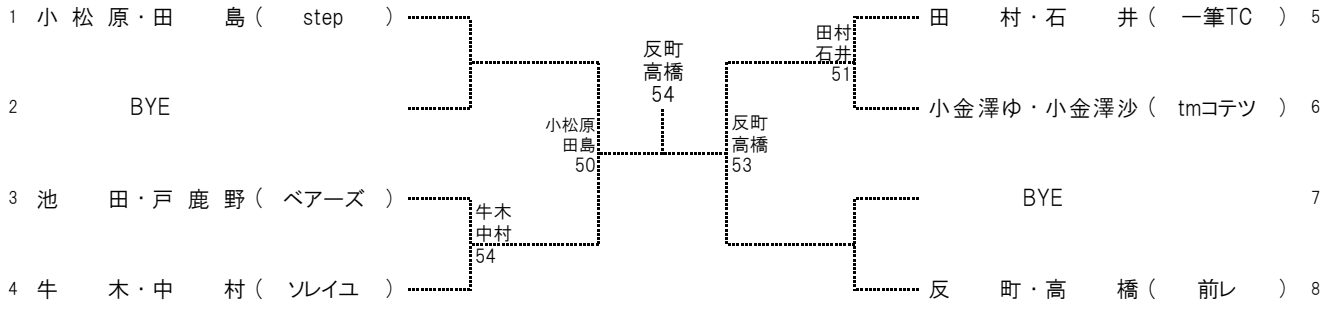 1 小 松 原・田 島 ( step )
2 BYE
3 池 田・戸 鹿 野 ( ベアーズ )
4 牛 木・中 村 ( ソレイユ )
小松原
田島
50
牛木
中村
54
反町
高橋
54
田村
石井
51
反町
高橋
53
田 村・石 井 ( 一筆TC ) 5
小金澤ゆ・小金澤沙 ( tmコテツ ) 6
BYE 7
反 町・高 橋 ( 前レ ) 8